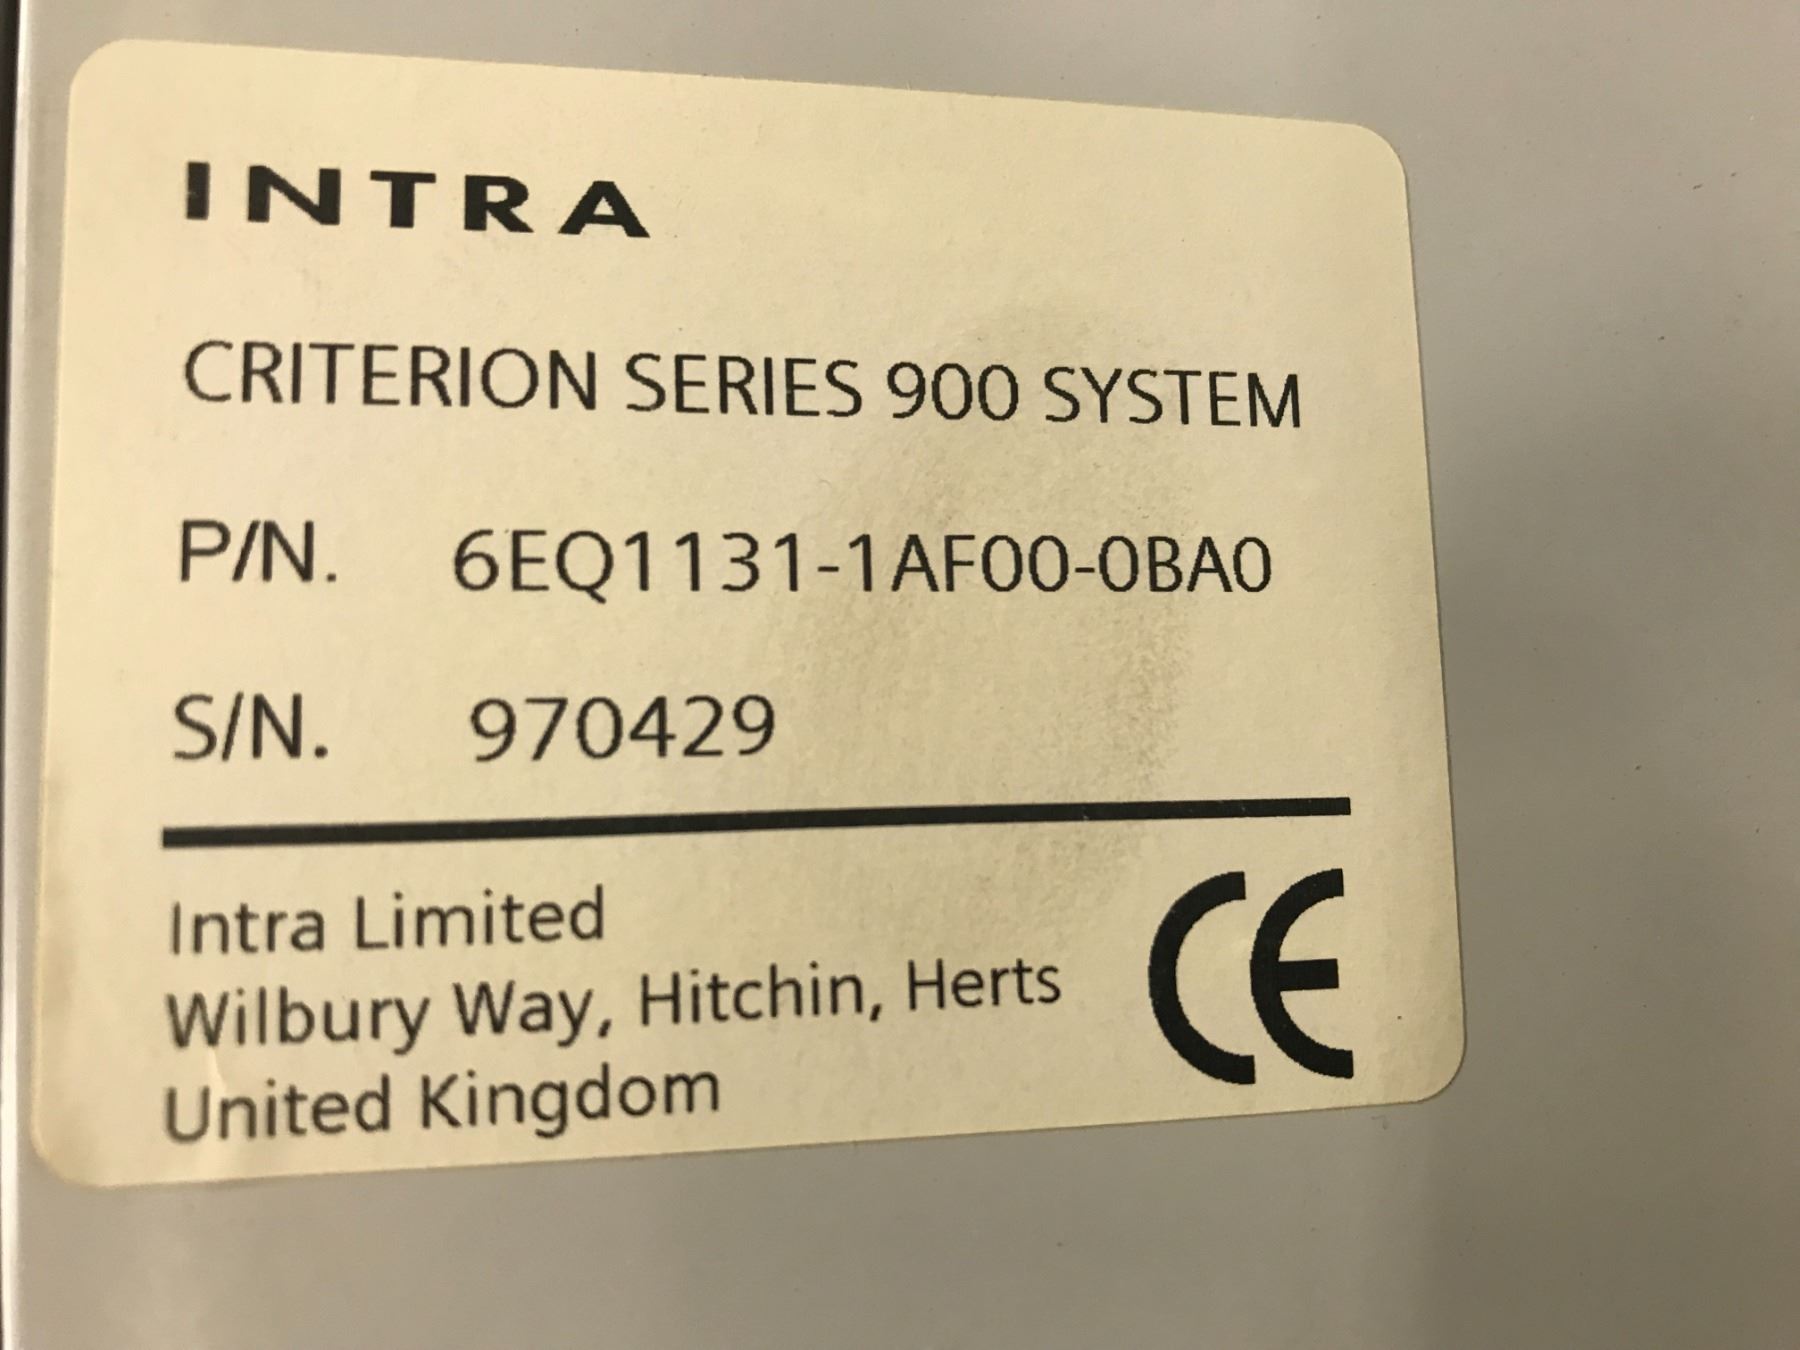 INTRA
CRITERION SERIES 900 SYSTEM
P/N. 6EQ1131-1AF00-0BA0
S/N. 970429
Intra Limited
Wilbury Way, Hitchin, Herts
United Kingdom
CE